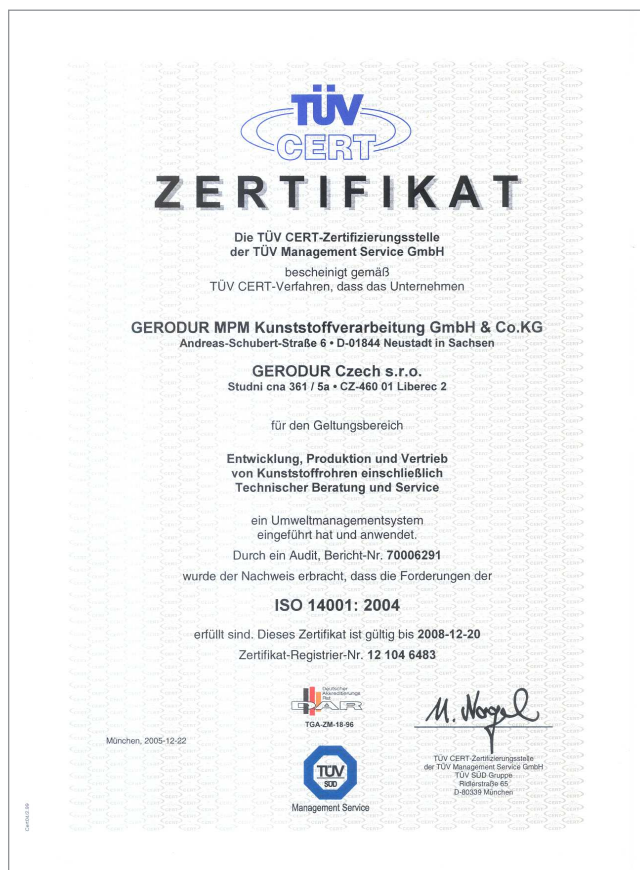 TÜV
CERT
ZERTIFIKAT
Die TÜV CERT-Zertifizierungsstelle
der TÜV Management Service GmbH
bescheinigt gemäß
TÜV CERT-Verfahren, dass das Unternehmen
GERODUR MPM Kunststoffverarbeitung GmbH & Co.KG
Andreas-Schubert-Straße 6 • D-01844 Neustadt in Sachsen
GERODUR Czech s.r.o.
Studni cna 361 / 5a • CZ-460 01 Liberec 2
für den Geltungsbereich
Entwicklung, Produktion und Vertrieb
von Kunststoffrohren einschließlich
Technischer Beratung und Service
ein Umweltmanagementsystem
eingeführt hat und anwendet.
Durch ein Audit, Bericht-Nr. 70006291
wurde der Nachweis erbracht, dass die Forderungen der
ISO 14001: 2004
erfüllt sind. Dieses Zertifikat ist gültig bis 2008-12-20
Zertifikat-Registrier-Nr. 12 104 6483
Deutscher
Akkreditierungs
Rat
DAR
TGA-ZM-18-96
M. Nagel
München, 2005-12-22
TÜV
SÜD
Management Service
TÜV CERT-Zertifizierungsstelle
der TÜV Management Service GmbH
TÜV SÜD Gruppe
Ridlerstraße 65
D-80339 München